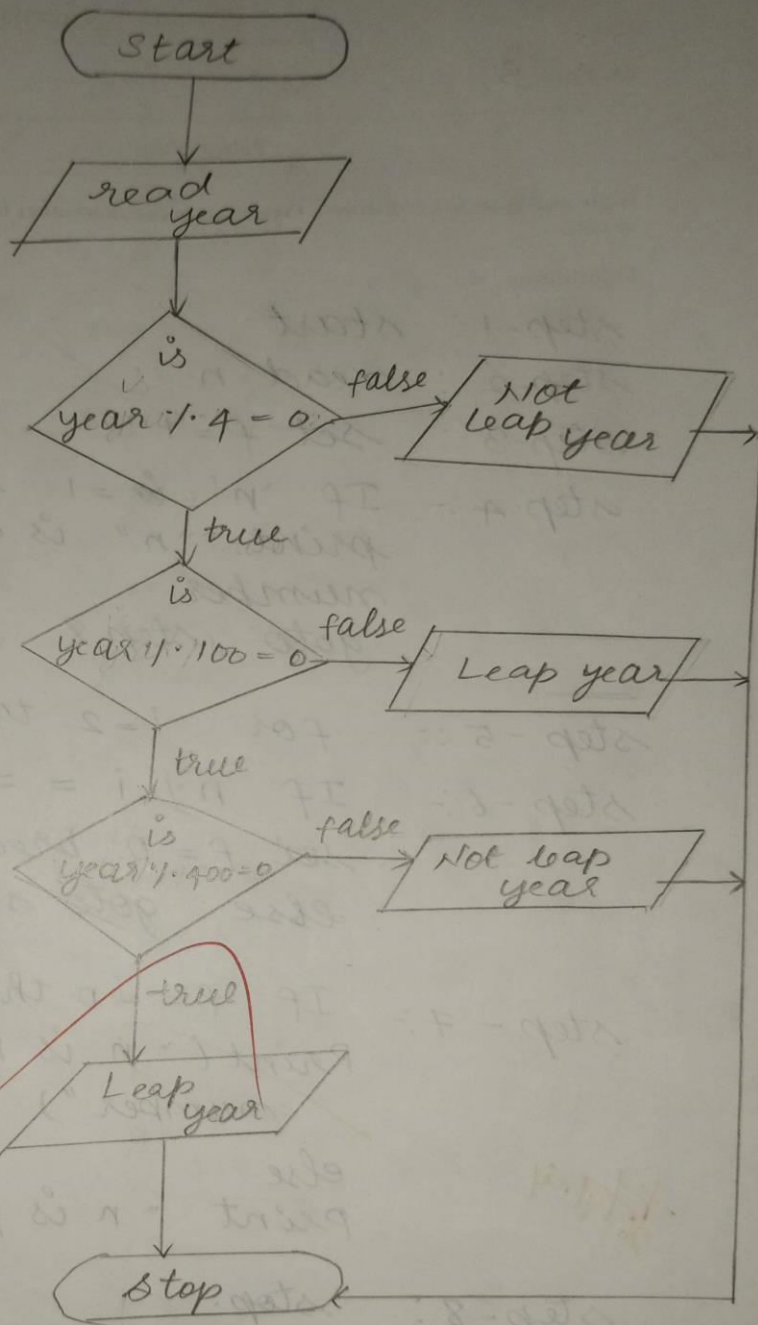 Start
read
year
is
year % 4 = 0
false
Not
Leap year
true
is
year % 100 = 0
false
Leap year
true
is
year % 400 = 0
false
Not leap
year
true
Leap
year
Stop